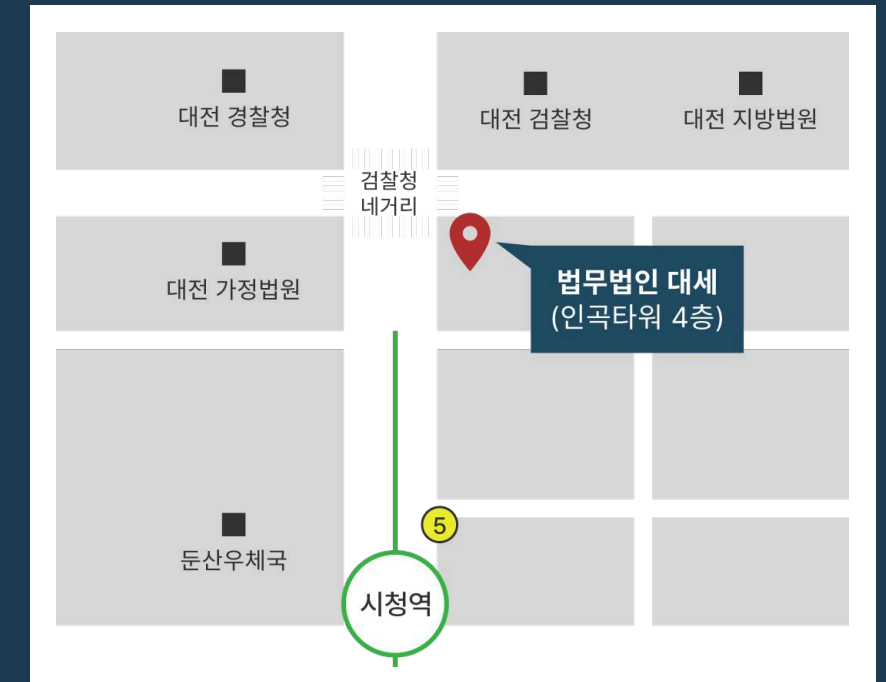 대전 경찰청
대전 검찰청
대전 지방법원
검찰청
네거리
대전 가정법원
법무법인 대세
(인곡타워 4층)
5
둔산우체국
시청역